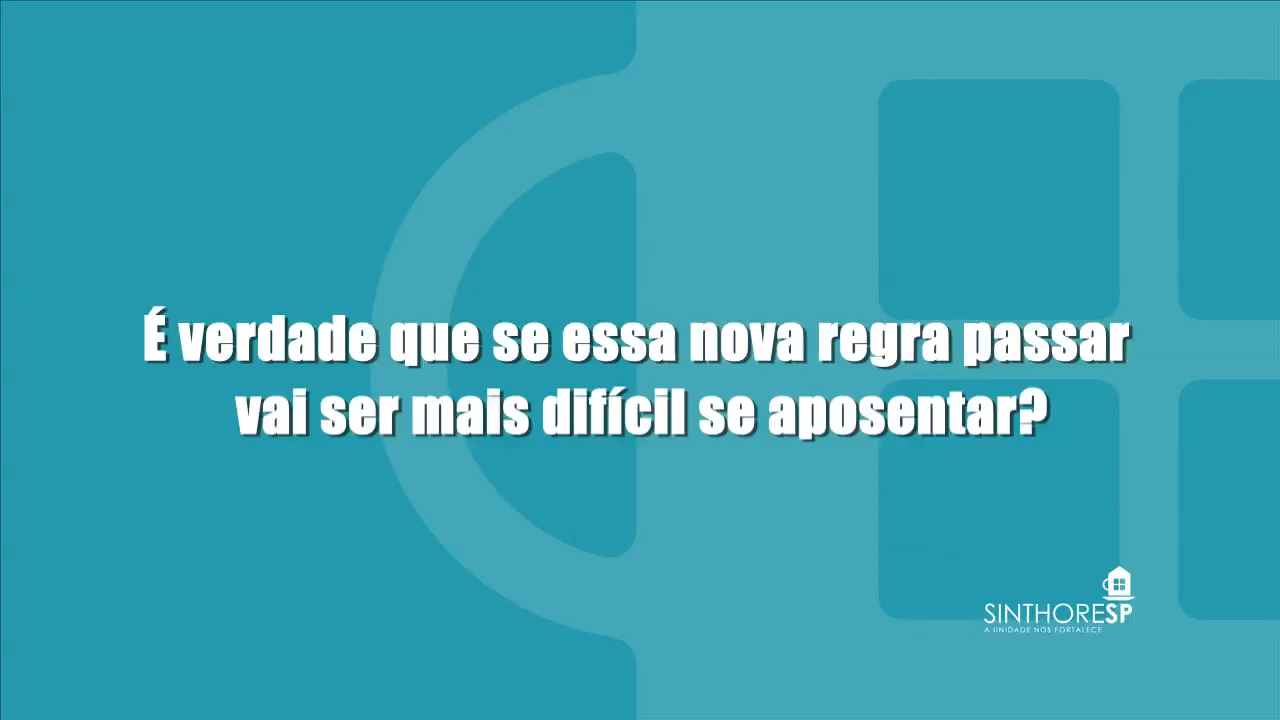 É verdade que se essa nova regra passar
vai ser mais difícil se aposentar?
SINTHORESP
A UNIDADE NOS FORTALECE